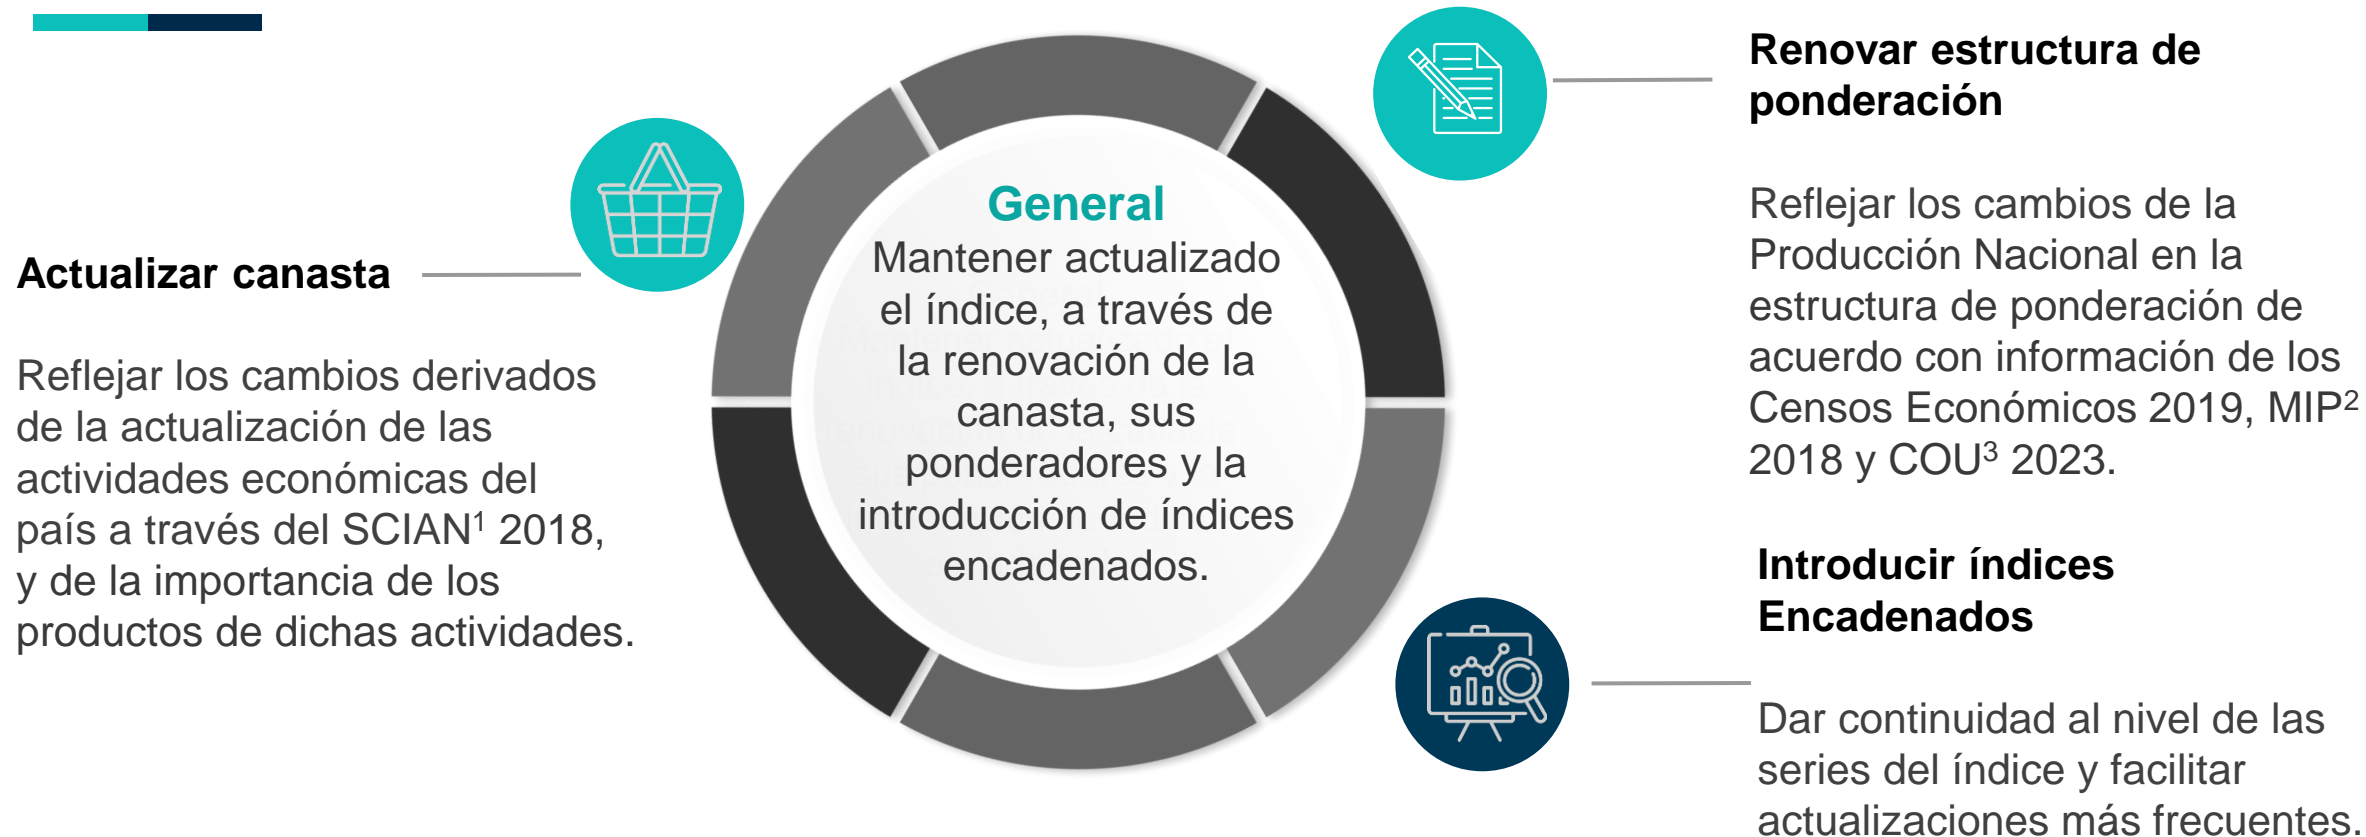 Actualizar canasta
Reflejar los cambios derivados
de la actualización de las
actividades económicas del
país a través del SCIAN¹ 2018,
y de la importancia de los
productos de dichas actividades.
General
Mantener actualizado
el índice, a través de
la renovación de la
canasta, sus
ponderadores y la
introducción de índices
encadenados.
Renovar estructura de
ponderación
Reflejar los cambios de la
Producción Nacional en la
estructura de ponderación de
acuerdo con información de los
Censos Económicos 2019, MIP²
2018 y COU³ 2023.
Introducir índices
Encadenados
Dar continuidad al nivel de las
series del índice y facilitar
actualizaciones más frecuentes.